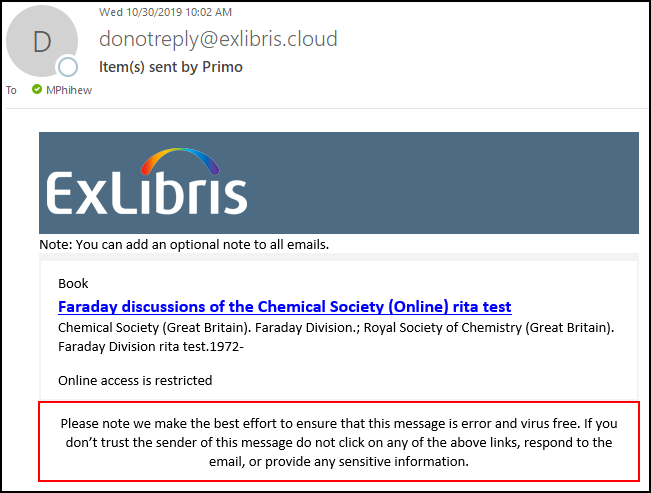 Wed 10/30/2019 10:02 AM
D
donotreply@exlibris.cloud
Item(s) sent by Primo
To MPhihew
ExLibris
Note: You can add an optional note to all emails.
Book
Faraday discussions of the Chemical Society (Online) rita test
Chemical Society (Great Britain). Faraday Division.; Royal Society of Chemistry (Great Britain).
Faraday Division rita test.1972-
Online access is restricted
Please note we make the best effort to ensure that this message is error and virus free. If you
don’t trust the sender of this message do not click on any of the above links, respond to the
email, or provide any sensitive information.